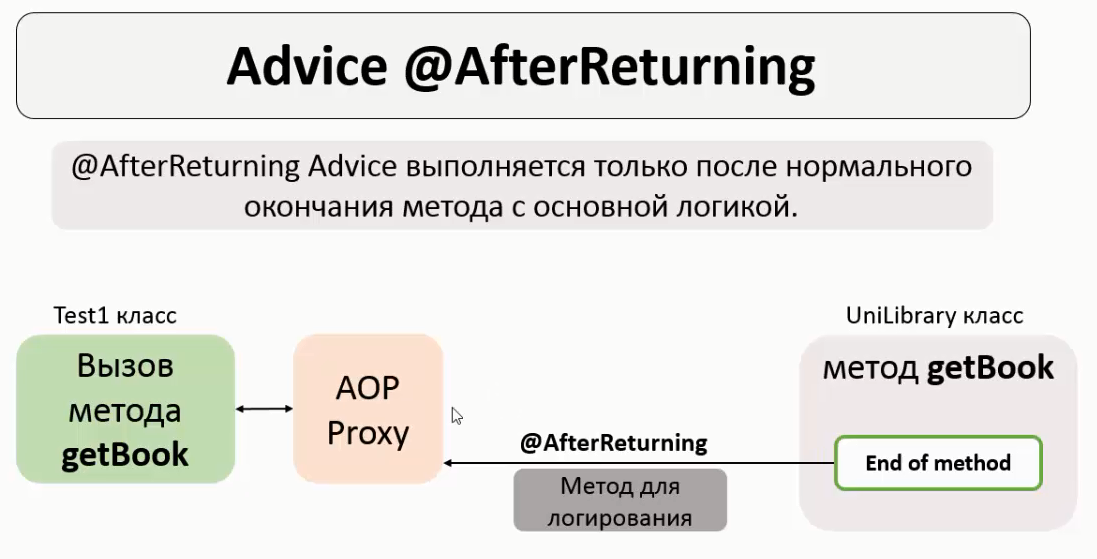 Advice @AfterReturning
@AfterReturning Advice выполняется только после нормального
окончания метода с основной логикой.
Test1 класс
Вызов
метода
getBook
AOP
Proxy
@AfterReturning
Метод для
логирования
UniLibrary класс
метод getBook
End of method